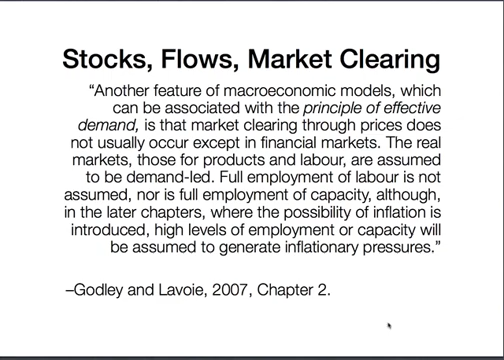 Stocks, Flows, Market Clearing
“Another feature of macroeconomic models, which
can be associated with the principle of effective
demand, is that market clearing through prices does
not usually occur except in financial markets. The real
markets, those for products and labour, are assumed
to be demand-led. Full employment of labour is not
assumed, nor is full employment of capacity, although,
in the later chapters, where the possibility of inflation is
introduced, high levels of employment or capacity will
be assumed to generate inflationary pressures.”
–Godley and Lavoie, 2007, Chapter 2.